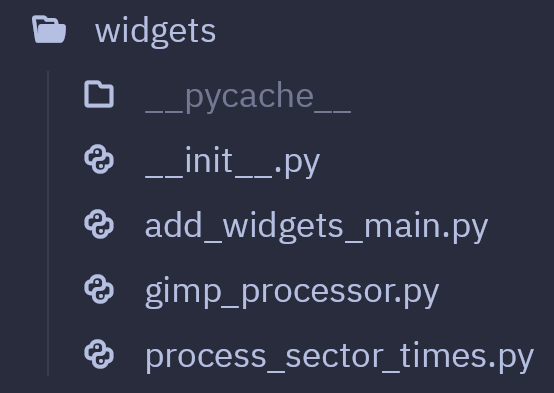 widgets
__pycache__
__init__.py
add_widgets_main.py
gimp_processor.py
process_sector_times.py